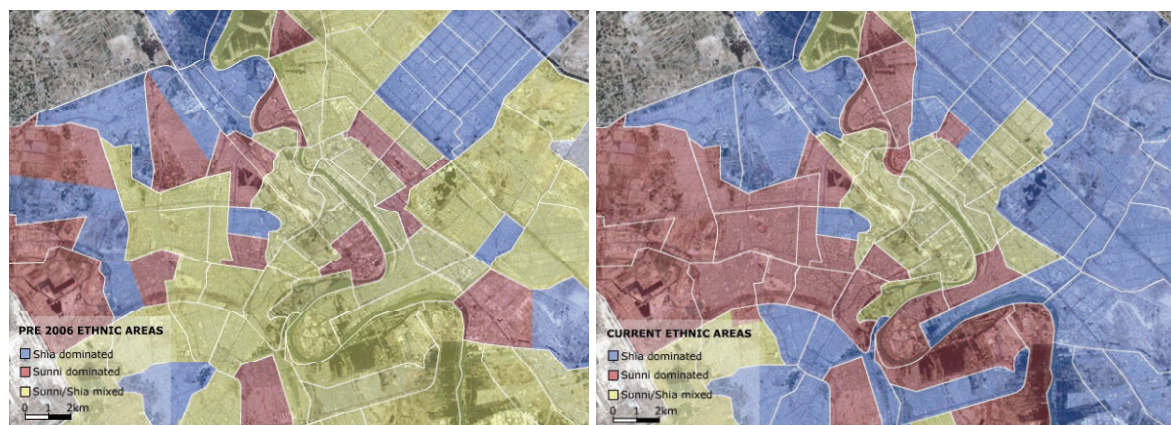 PRE 2006 ETHNIC AREAS
Shia dominated
Sunni dominated
Sunni/Shia mixed
0 1 2km
CURRENT ETHNIC AREAS
Shia dominated
Sunni dominated
Sunni/Shia mixed
0 1 2km